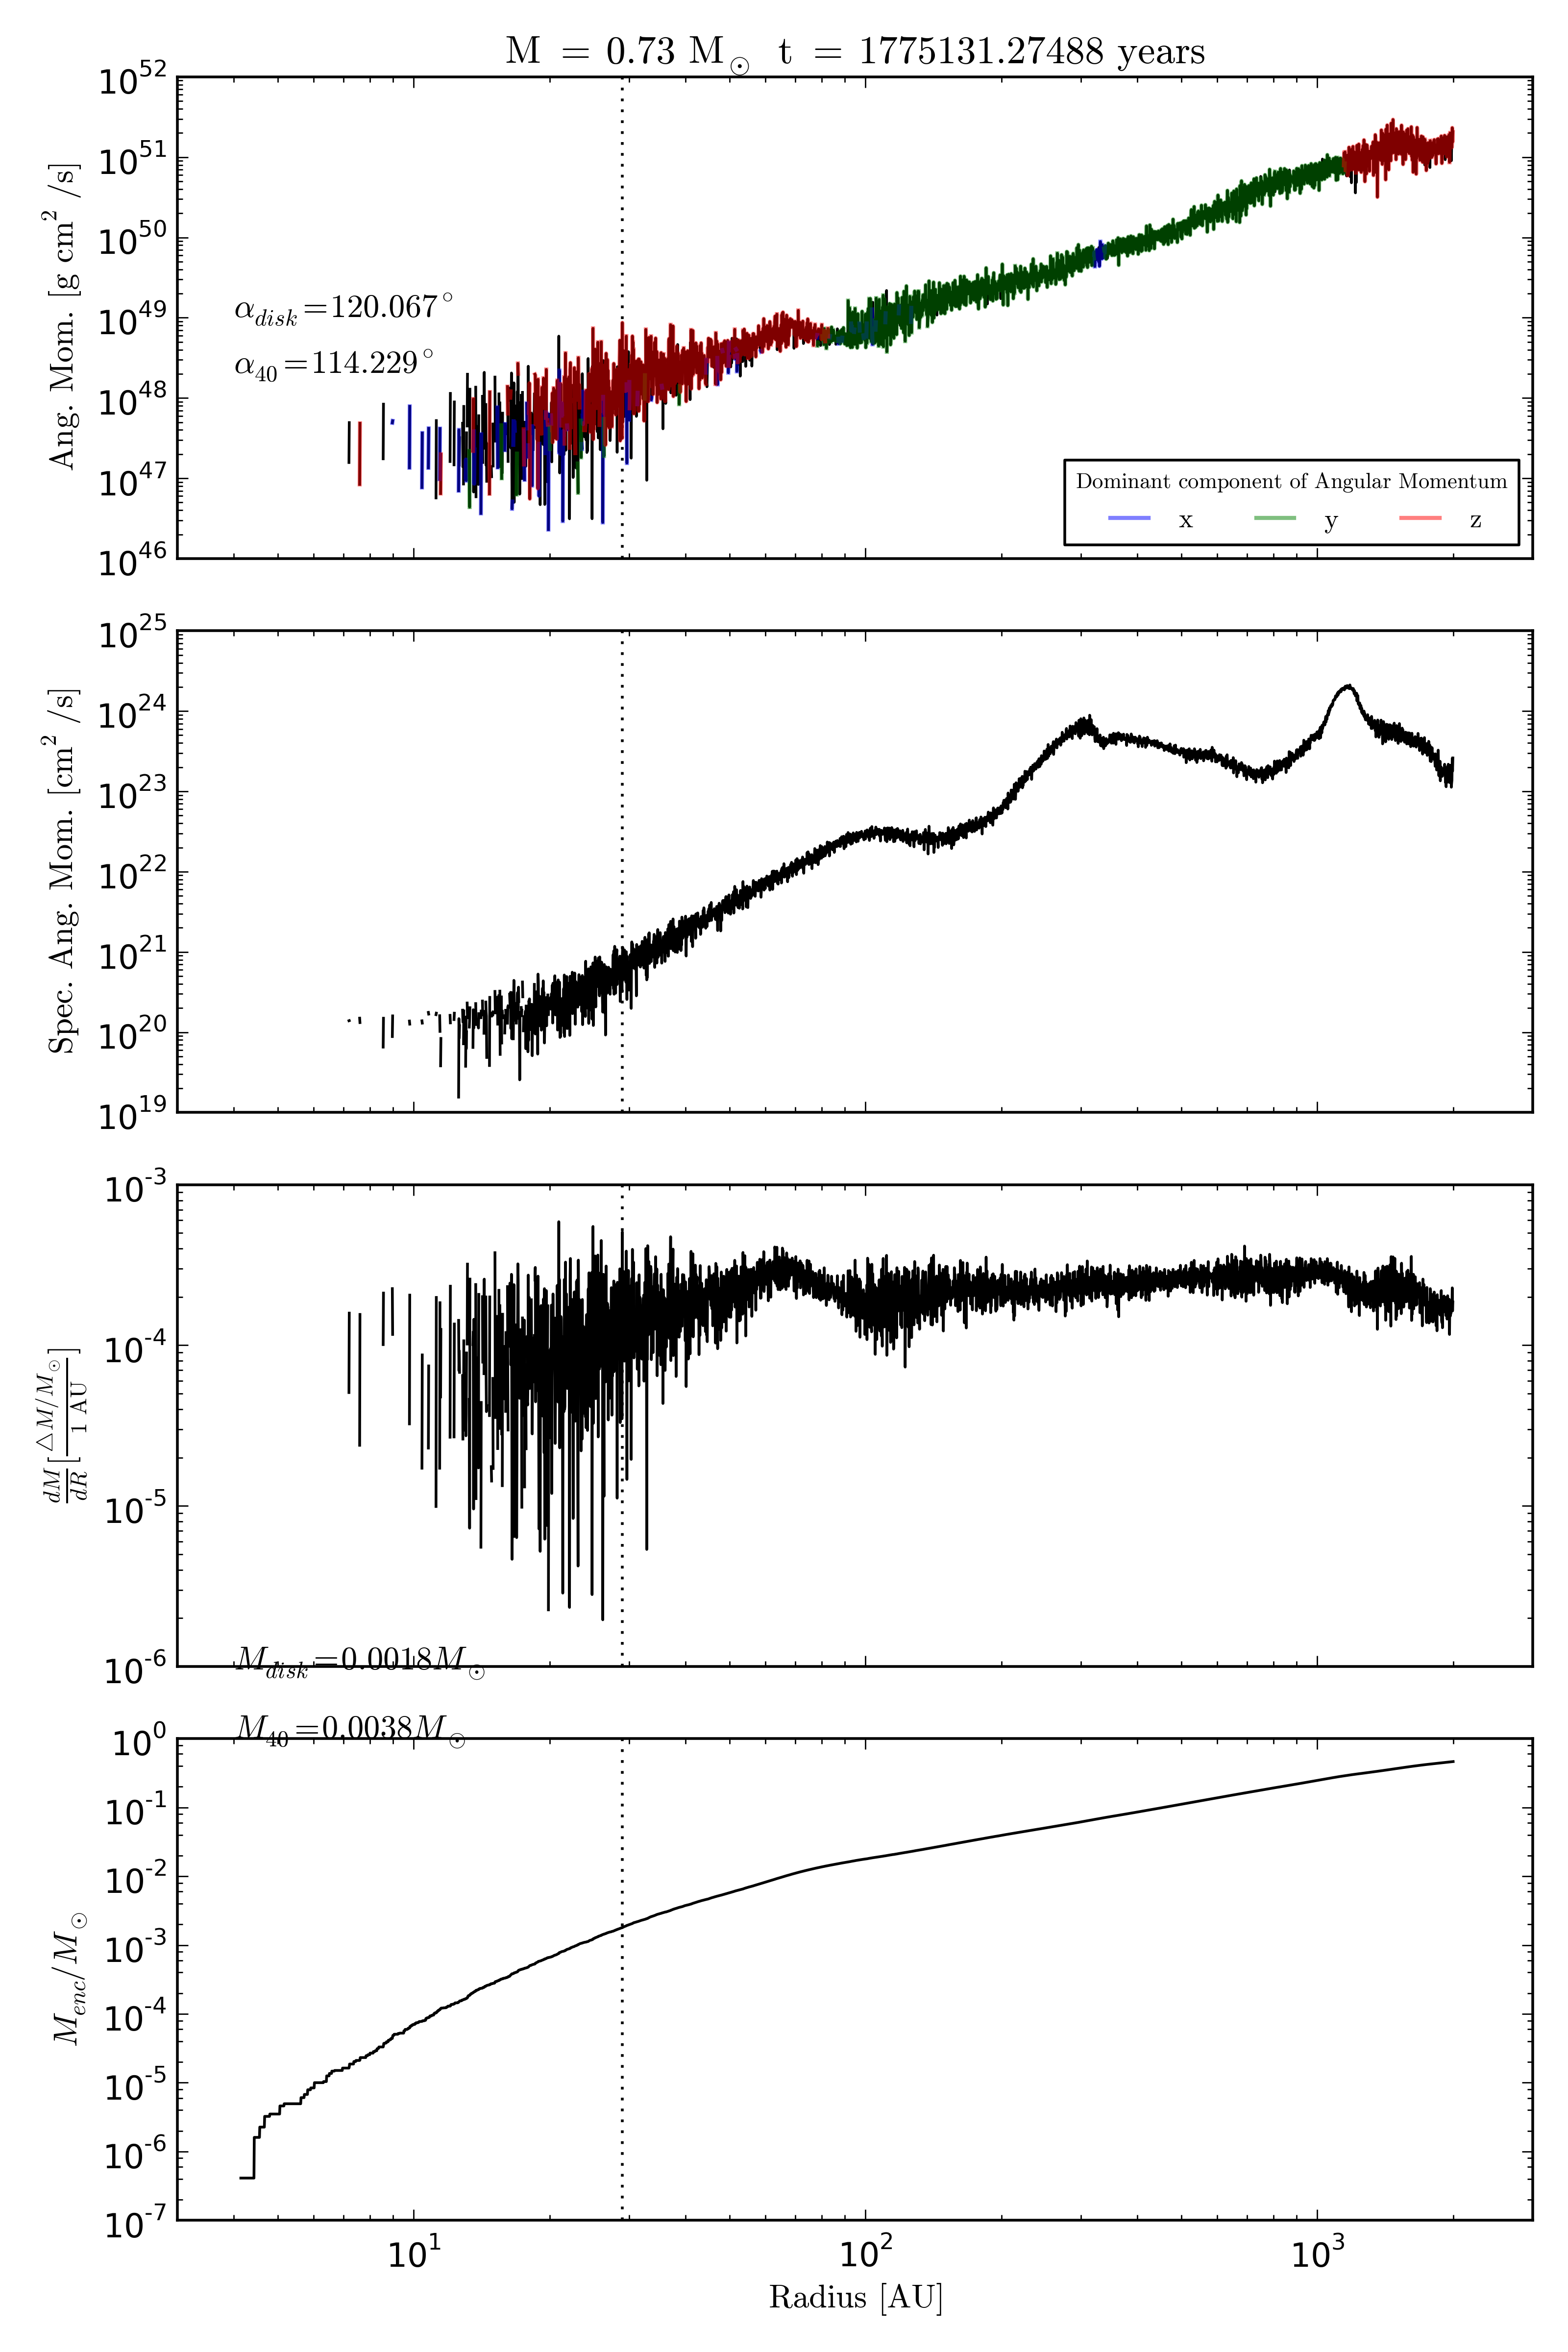 M = 0.73 M⊙ t = 1775131.27488 years
10^52
10^51
10^50
10^49
10^48
10^47
10^46
Ang. Mom. [g cm^2 /s]
α_disk=120.067°
α_40=114.229°
Dominant component of Angular Momentum
x y z
10^25
10^24
10^23
10^22
10^21
10^20
10^19
Spec. Ang. Mom. [cm^2 /s]
10^-3
10^-4
10^-5
10^-6
dM/dR [△M/M⊙ / 1 AU]
M_disk=0.0018M⊙
M_40=0.0038M⊙
10^0
10^-1
10^-2
10^-3
10^-4
10^-5
10^-6
10^-7
M_enc/M⊙
10^1 10^2 10^3
Radius [AU]